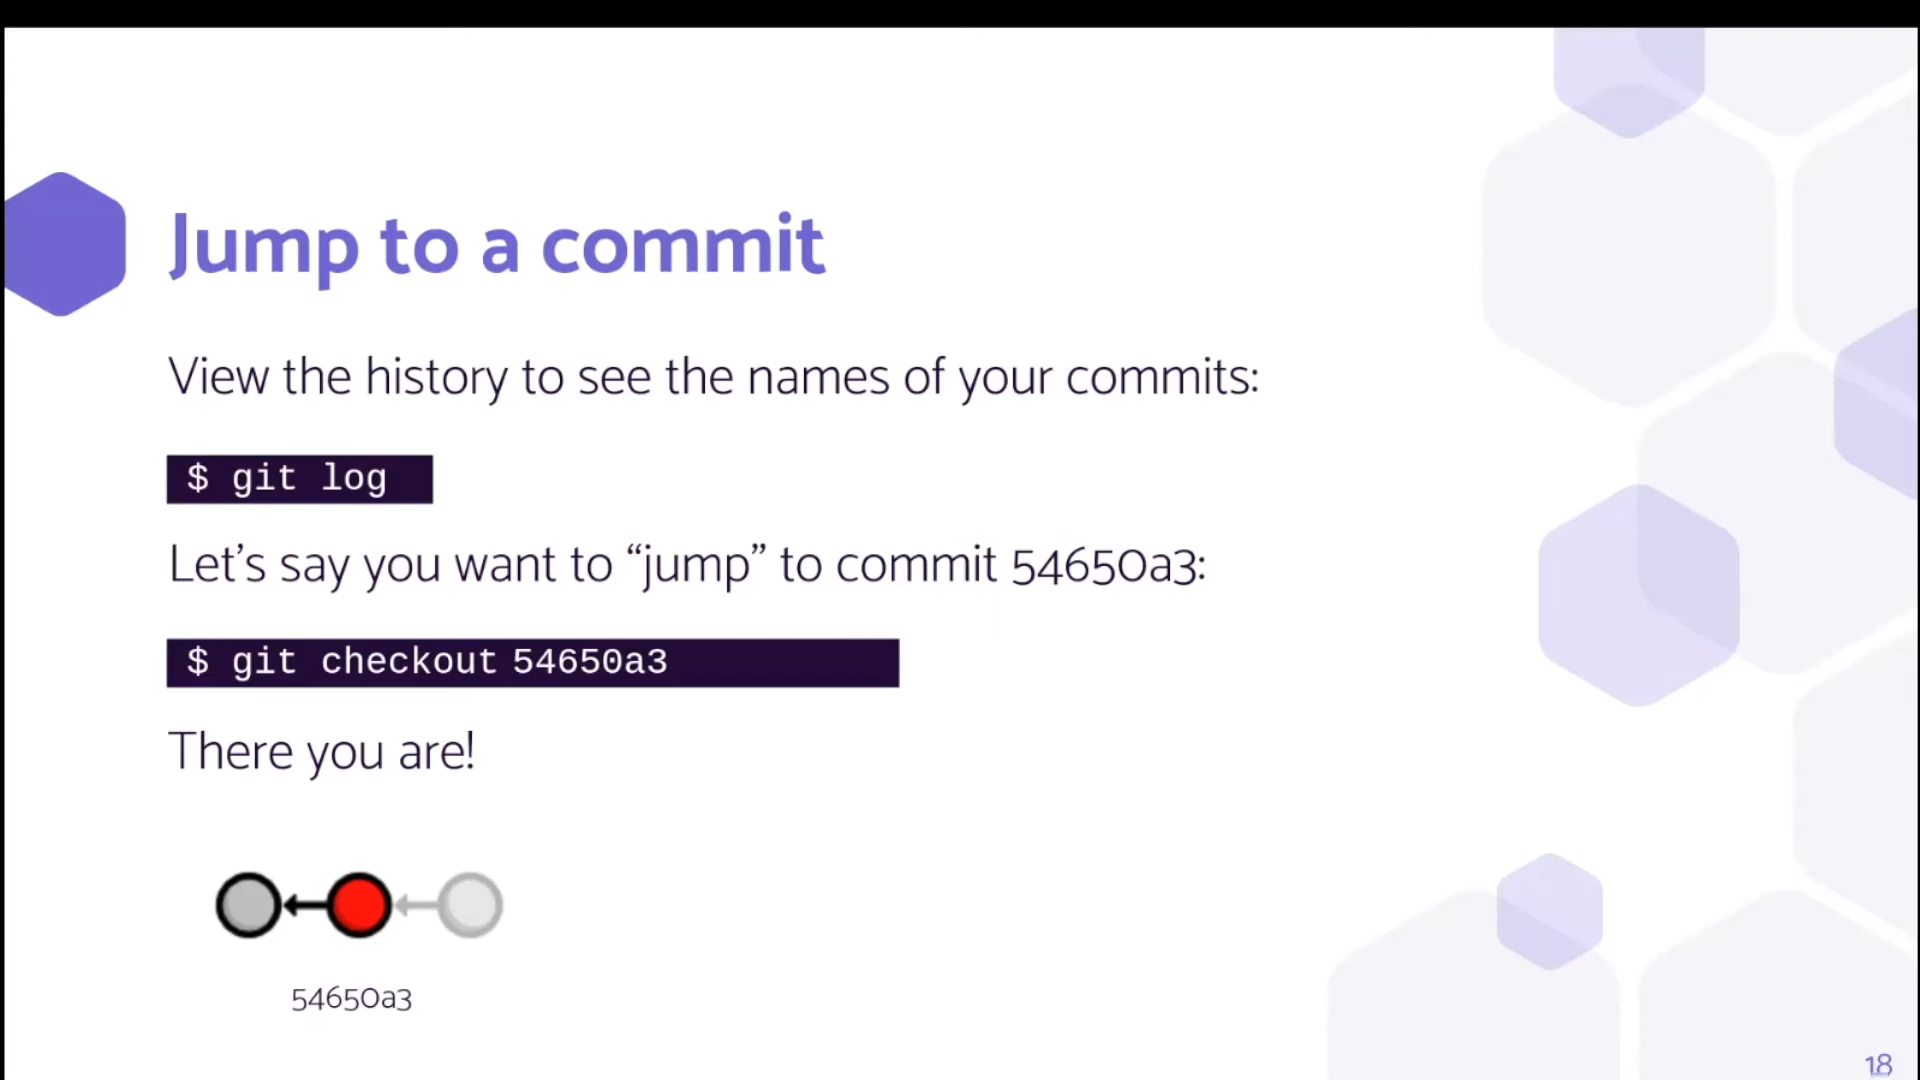 Jump to a commit
View the history to see the names of your commits:
$ git log
Let’s say you want to “jump” to commit 54650a3:
$ git checkout 54650a3
There you are!
54650a3
18